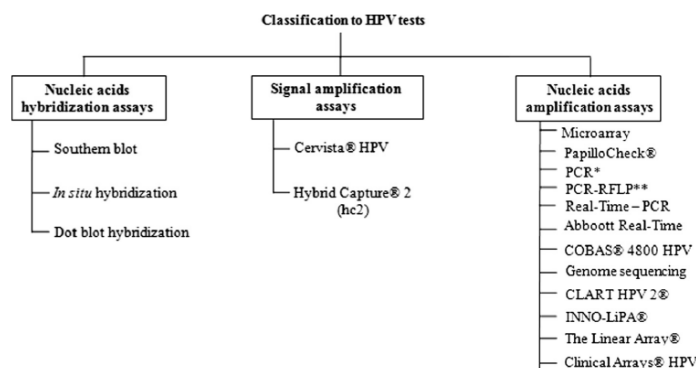 Classification to HPV tests
Nucleic acids
hybridization assays
Southern blot
In situ hybridization
Dot blot hybridization
Signal amplification
assays
Cervista® HPV
Hybrid Capture® 2
(hc2)
Nucleic acids
amplification assays
Microarray
PapilloCheck®
PCR*
PCR-RFLP**
Real-Time – PCR
Abboott Real-Time
COBAS® 4800 HPV
Genome sequencing
CLART HPV 2®
INNO-LiPA®
The Linear Array®
Clinical Arrays® HPV